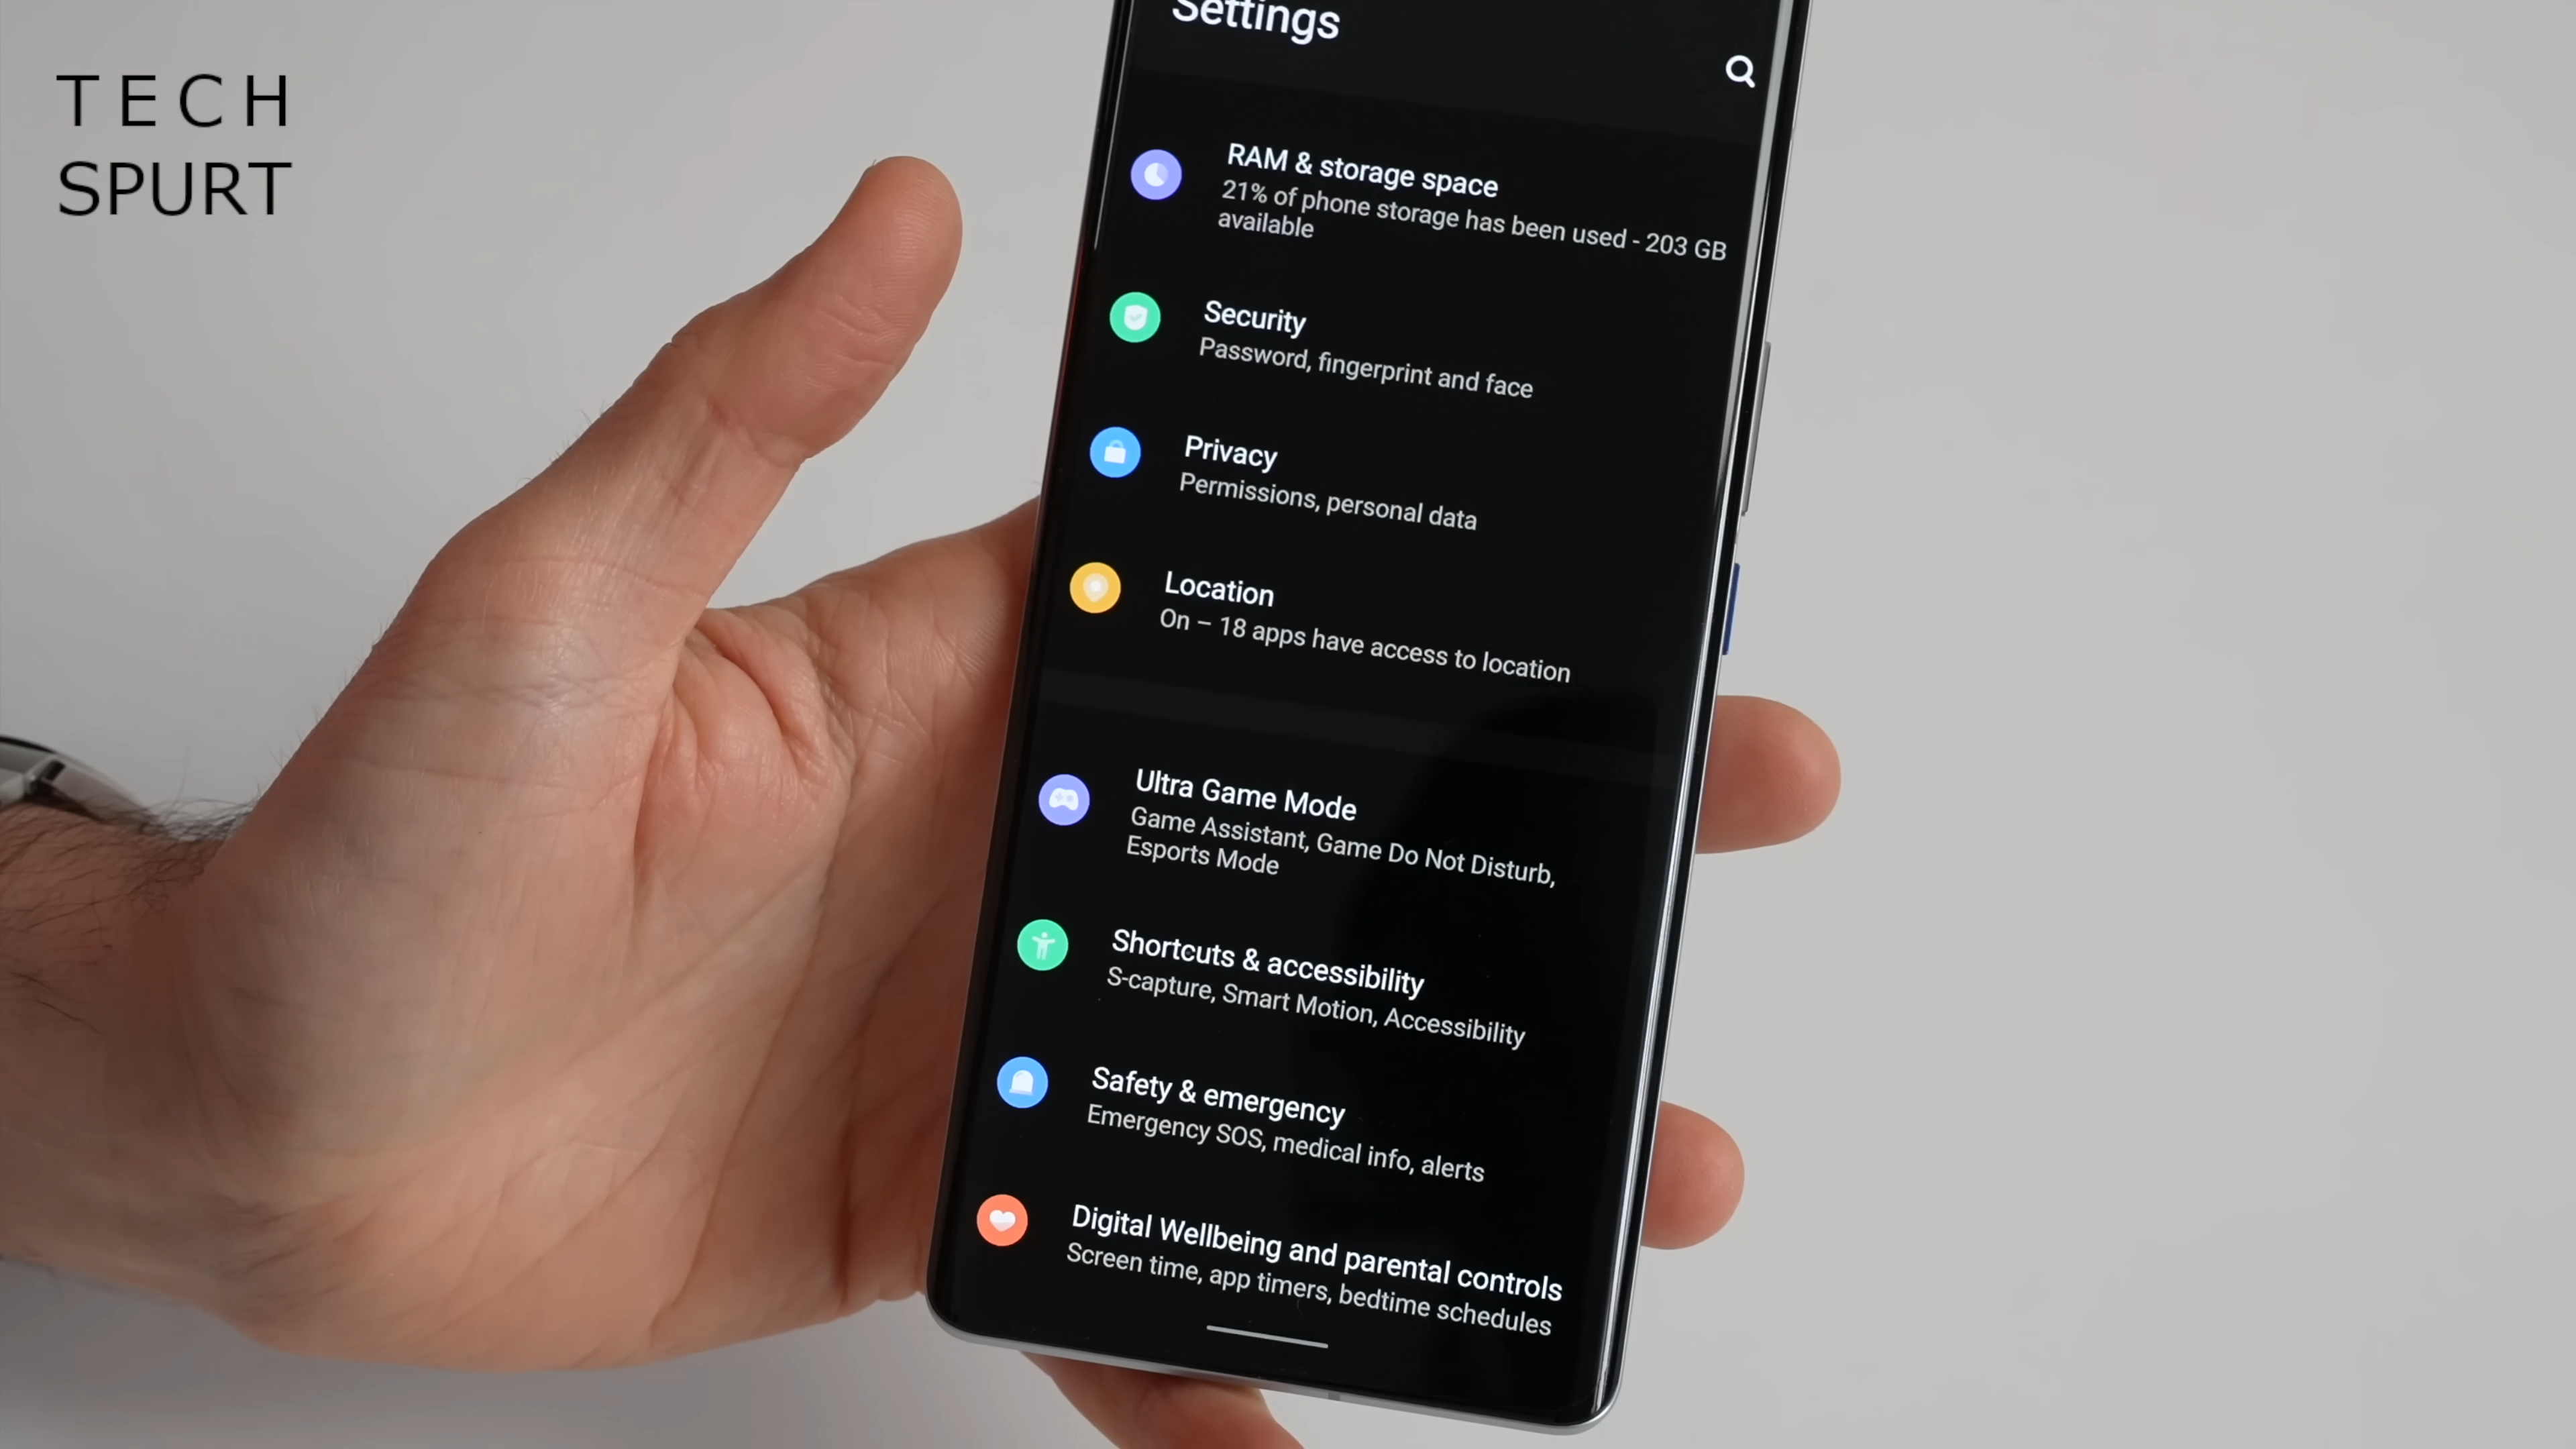 TECH
SPURT
Settings
RAM & storage space
21% of phone storage has been used - 203 GB
available
Security
Password, fingerprint and face
Privacy
Permissions, personal data
Location
On – 18 apps have access to location
Ultra Game Mode
Game Assistant, Game Do Not Disturb,
Esports Mode
Shortcuts & accessibility
S-capture, Smart Motion, Accessibility
Safety & emergency
Emergency SOS, medical info, alerts
Digital Wellbeing and parental controls
Screen time, app timers, bedtime schedules